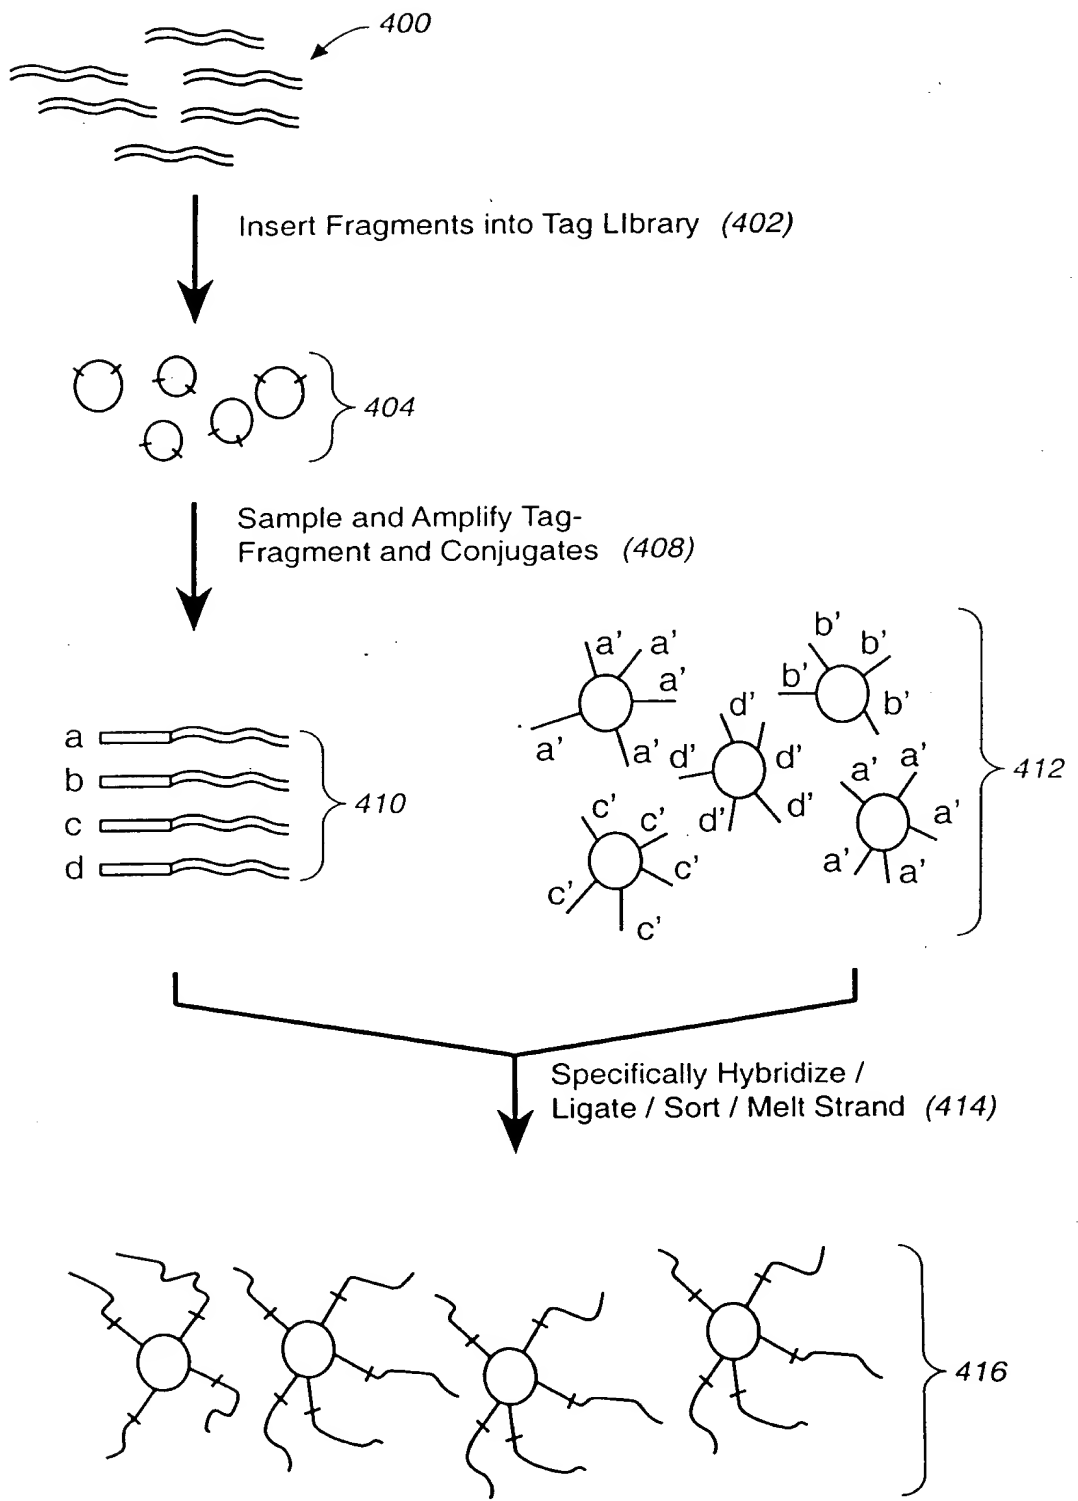 400
Insert Fragments into Tag LIbrary (402)
404
Sample and Amplify Tag-
Fragment and Conjugates (408)
a
b
c
d
410
a' a' a' a' a'
b' b' b' b'
d' d' d' d' d'
a' a' a' a' a'
c' c' c' c' c'
412
Specifically Hybridize /
Ligate / Sort / Melt Strand (414)
416